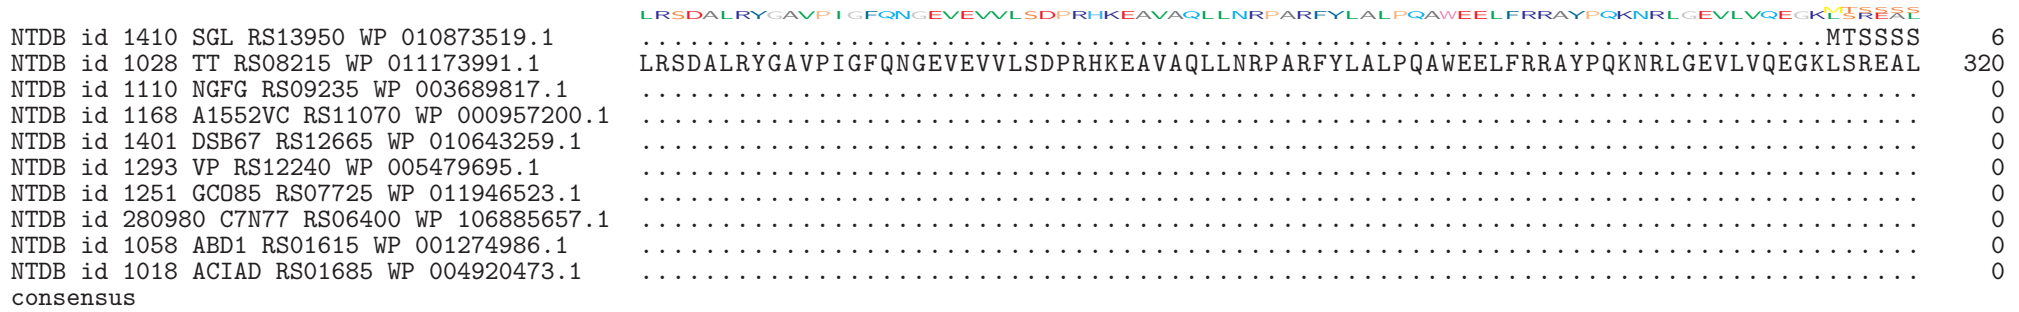 LRSDALRYGAVPIGFQNGEVEVVLSDPRHKEAVAQLLNRPARFYLALPQAWEELFRRAYPQKNRLGEVLVQEGKLSREAL
NTDB id 1410 SGL RS13950 WP 010873519.1 ..........................................................................MTSSSS 6
NTDB id 1028 TT RS08215 WP 011173991.1 LRSDALRYGAVPIGFQNGEVEVVLSDPRHKEAVAQLLNRPARFYLALPQAWEELFRRAYPQKNRLGEVLVQEGKLSREAL 320
NTDB id 1110 NGFG RS09235 WP 003689817.1 ................................................................................ 0
NTDB id 1168 A1552VC RS11070 WP 000957200.1 ................................................................................ 0
NTDB id 1401 DSB67 RS12665 WP 010643259.1 ................................................................................ 0
NTDB id 1293 VP RS12240 WP 005479695.1 ................................................................................ 0
NTDB id 1251 GCO85 RS07725 WP 011946523.1 ................................................................................ 0
NTDB id 280980 C7N77 RS06400 WP 106885657.1 ................................................................................ 0
NTDB id 1058 ABD1 RS01615 WP 001274986.1 ................................................................................ 0
NTDB id 1018 ACIAD RS01685 WP 004920473.1 ................................................................................ 0
consensus